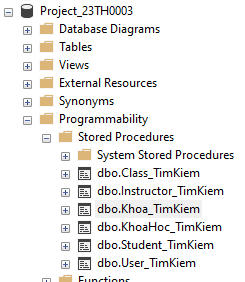 Project_23TH0003
Database Diagrams
Tables
Views
External Resources
Synonyms
Programmability
Stored Procedures
System Stored Procedures
dbo.Class_TimKiem
dbo.Instructor_TimKiem
dbo.Khoa_TimKiem
dbo.KhoaHoc_TimKiem
dbo.Student_TimKiem
dbo.User_TimKiem
Functions